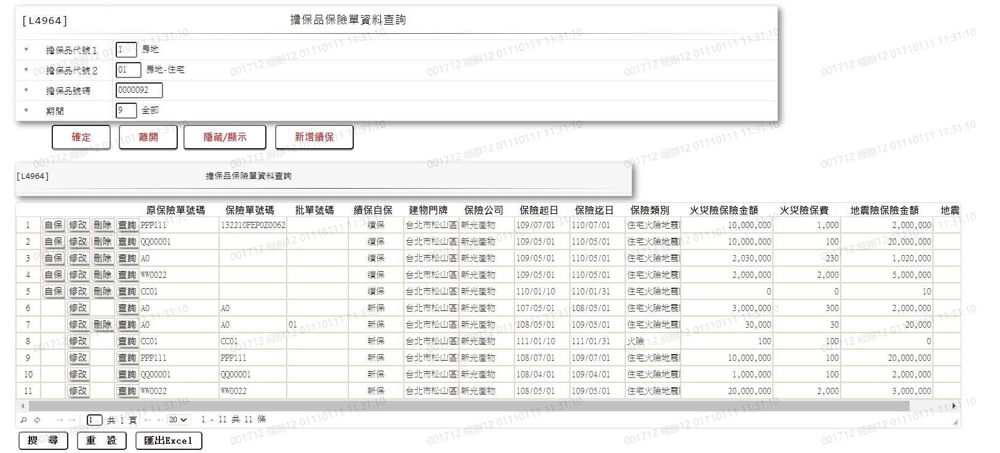 [L4964] 擔保品保險單資料查詢
* 擔保品代號１ 1 房地
* 擔保品代號２ 01 房地-住宅
* 擔保品號碼 0000092
* 期間 9 全部
確定 離開 隱藏/顯示 新增續保
[L4964] 擔保品保險單資料查詢
原保險單號碼 保險單號碼 批單號碼 續保自保 建物門牌 保險公司 保險起日 保險迄日 保險類別 火災險保險金額 火災險保費 地震險保險金額 地震
1 自保 修改 刪除 查詢 PPP111 132210FEP0Z0062 續保 台北市松山區 新光產物 109/07/01 110/07/01 住宅火險地震 10,000,000 1,000 2,000,000
2 自保 修改 刪除 查詢 QQ00001 續保 台北市松山區 新光產物 109/05/01 110/05/01 住宅火險地震 10,000,000 100 20,000,000
3 自保 修改 刪除 查詢 A0 續保 台北市松山區 新光產物 109/05/01 110/05/01 住宅火險地震 2,030,000 230 1,020,000
4 自保 修改 刪除 查詢 WW0022 續保 台北市松山區 新光產物 109/05/01 110/05/01 住宅火險地震 2,000,000 2,000 5,000,000
5 自保 修改 刪除 查詢 CC01 續保 台北市松山區 新光產物 110/01/10 110/01/31 住宅火險地震 0 0 10
6 修改 查詢 A0 A0 新保 台北市松山區 新光產物 107/05/01 108/05/01 住宅火險地震 3,000,000 300 2,000,000
7 修改 刪除 查詢 A0 A0 01 新保 台北市松山區 新光產物 108/05/01 109/05/01 住宅火險地震 30,000 30 20,000
8 修改 查詢 CC01 CC01 新保 台北市松山區 新光產物 111/01/10 111/01/31 火險 100 100 0
9 修改 查詢 PPP111 PPP111 新保 台北市松山區 新光產物 108/07/01 109/07/01 住宅火險地震 10,000,000 100 20,000,000
10 修改 查詢 QQ00001 QQ00001 新保 台北市松山區 新光產物 108/04/01 109/04/01 住宅火險地震 1,000,000 100 2,000,000
11 修改 查詢 WW0022 WW0022 新保 台北市松山區 新光產物 108/05/01 109/05/01 住宅火險地震 20,000,000 2,000 3,000,000
1 共 1 頁 20 1 - 11 共 11 條
搜 尋 重 設 匯出Excel
001712 經辦12 01110111 11:31:10